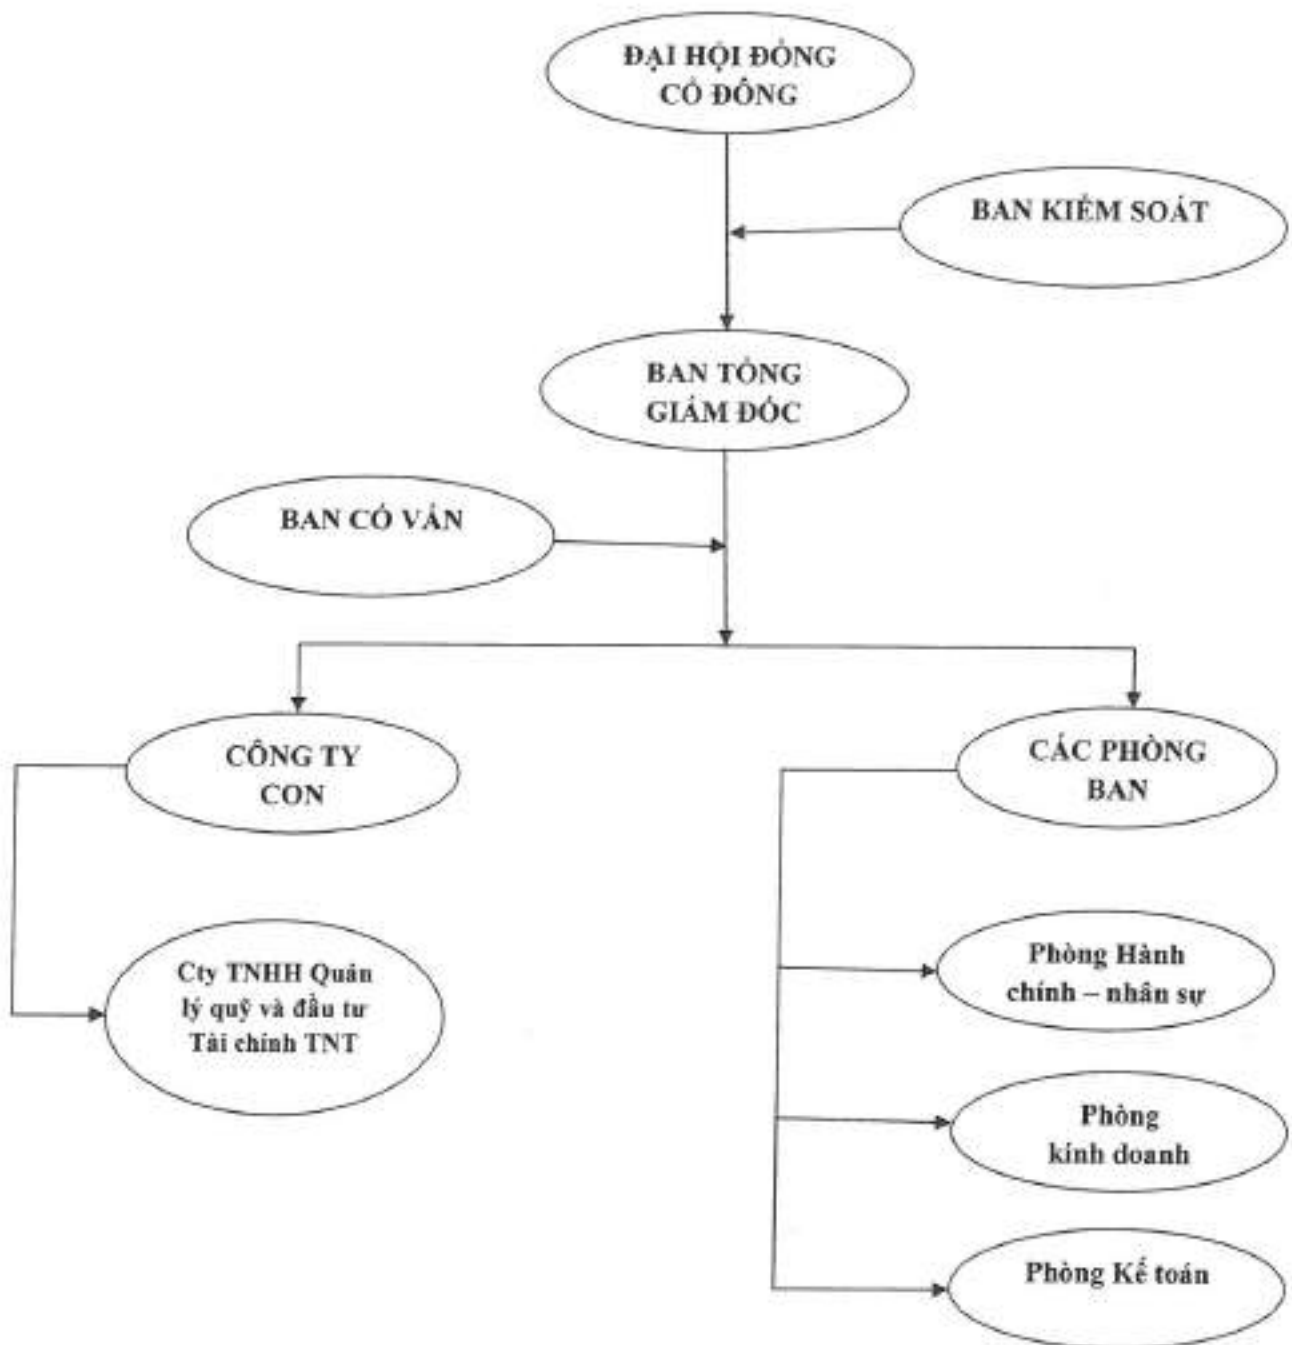 ĐẠI HỘI ĐỒNG
CỔ ĐÔNG
BAN KIỂM SOÁT
BAN TỔNG
GIÁM ĐỐC
BAN CỐ VẤN
CÔNG TY
CON
CÁC PHÒNG
BAN
Cty TNHH Quản
lý quỹ và đầu tư
Tài chính TNT
Phòng Hành
chính – nhân sự
Phòng
kinh doanh
Phòng Kế toán